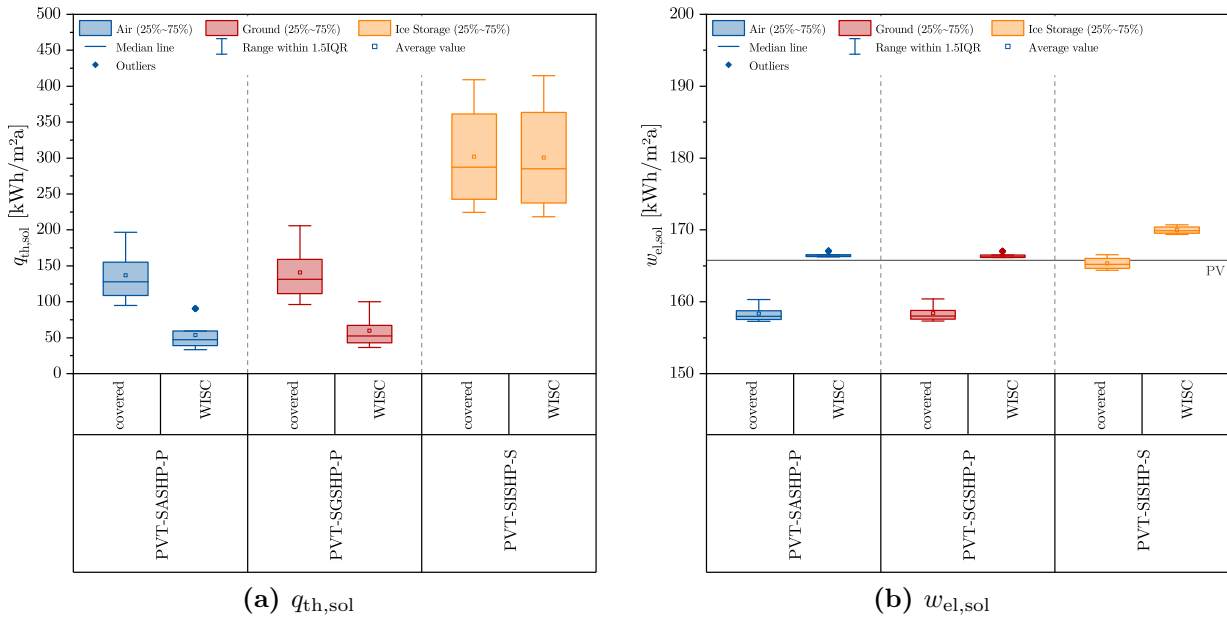 500
450
400
350
300
250
200
150
100
50
0
q_th,sol [kWh/m²a]
Air (25%~75%) Ground (25%~75%) Ice Storage (25%~75%)
Median line Range within 1.5IQR Average value
Outliers
covered WISC covered WISC covered WISC
PVT-SASHP-P PVT-SGSHP-P PVT-SISHP-S
(a) q_th,sol
200
190
180
170
160
150
w_el,sol [kWh/m²a]
Air (25%~75%) Ground (25%~75%) Ice Storage (25%~75%)
Median line Range within 1.5IQR Average value
Outliers
PV
covered WISC covered WISC covered WISC
PVT-SASHP-P PVT-SGSHP-P PVT-SISHP-S
(b) w_el,sol